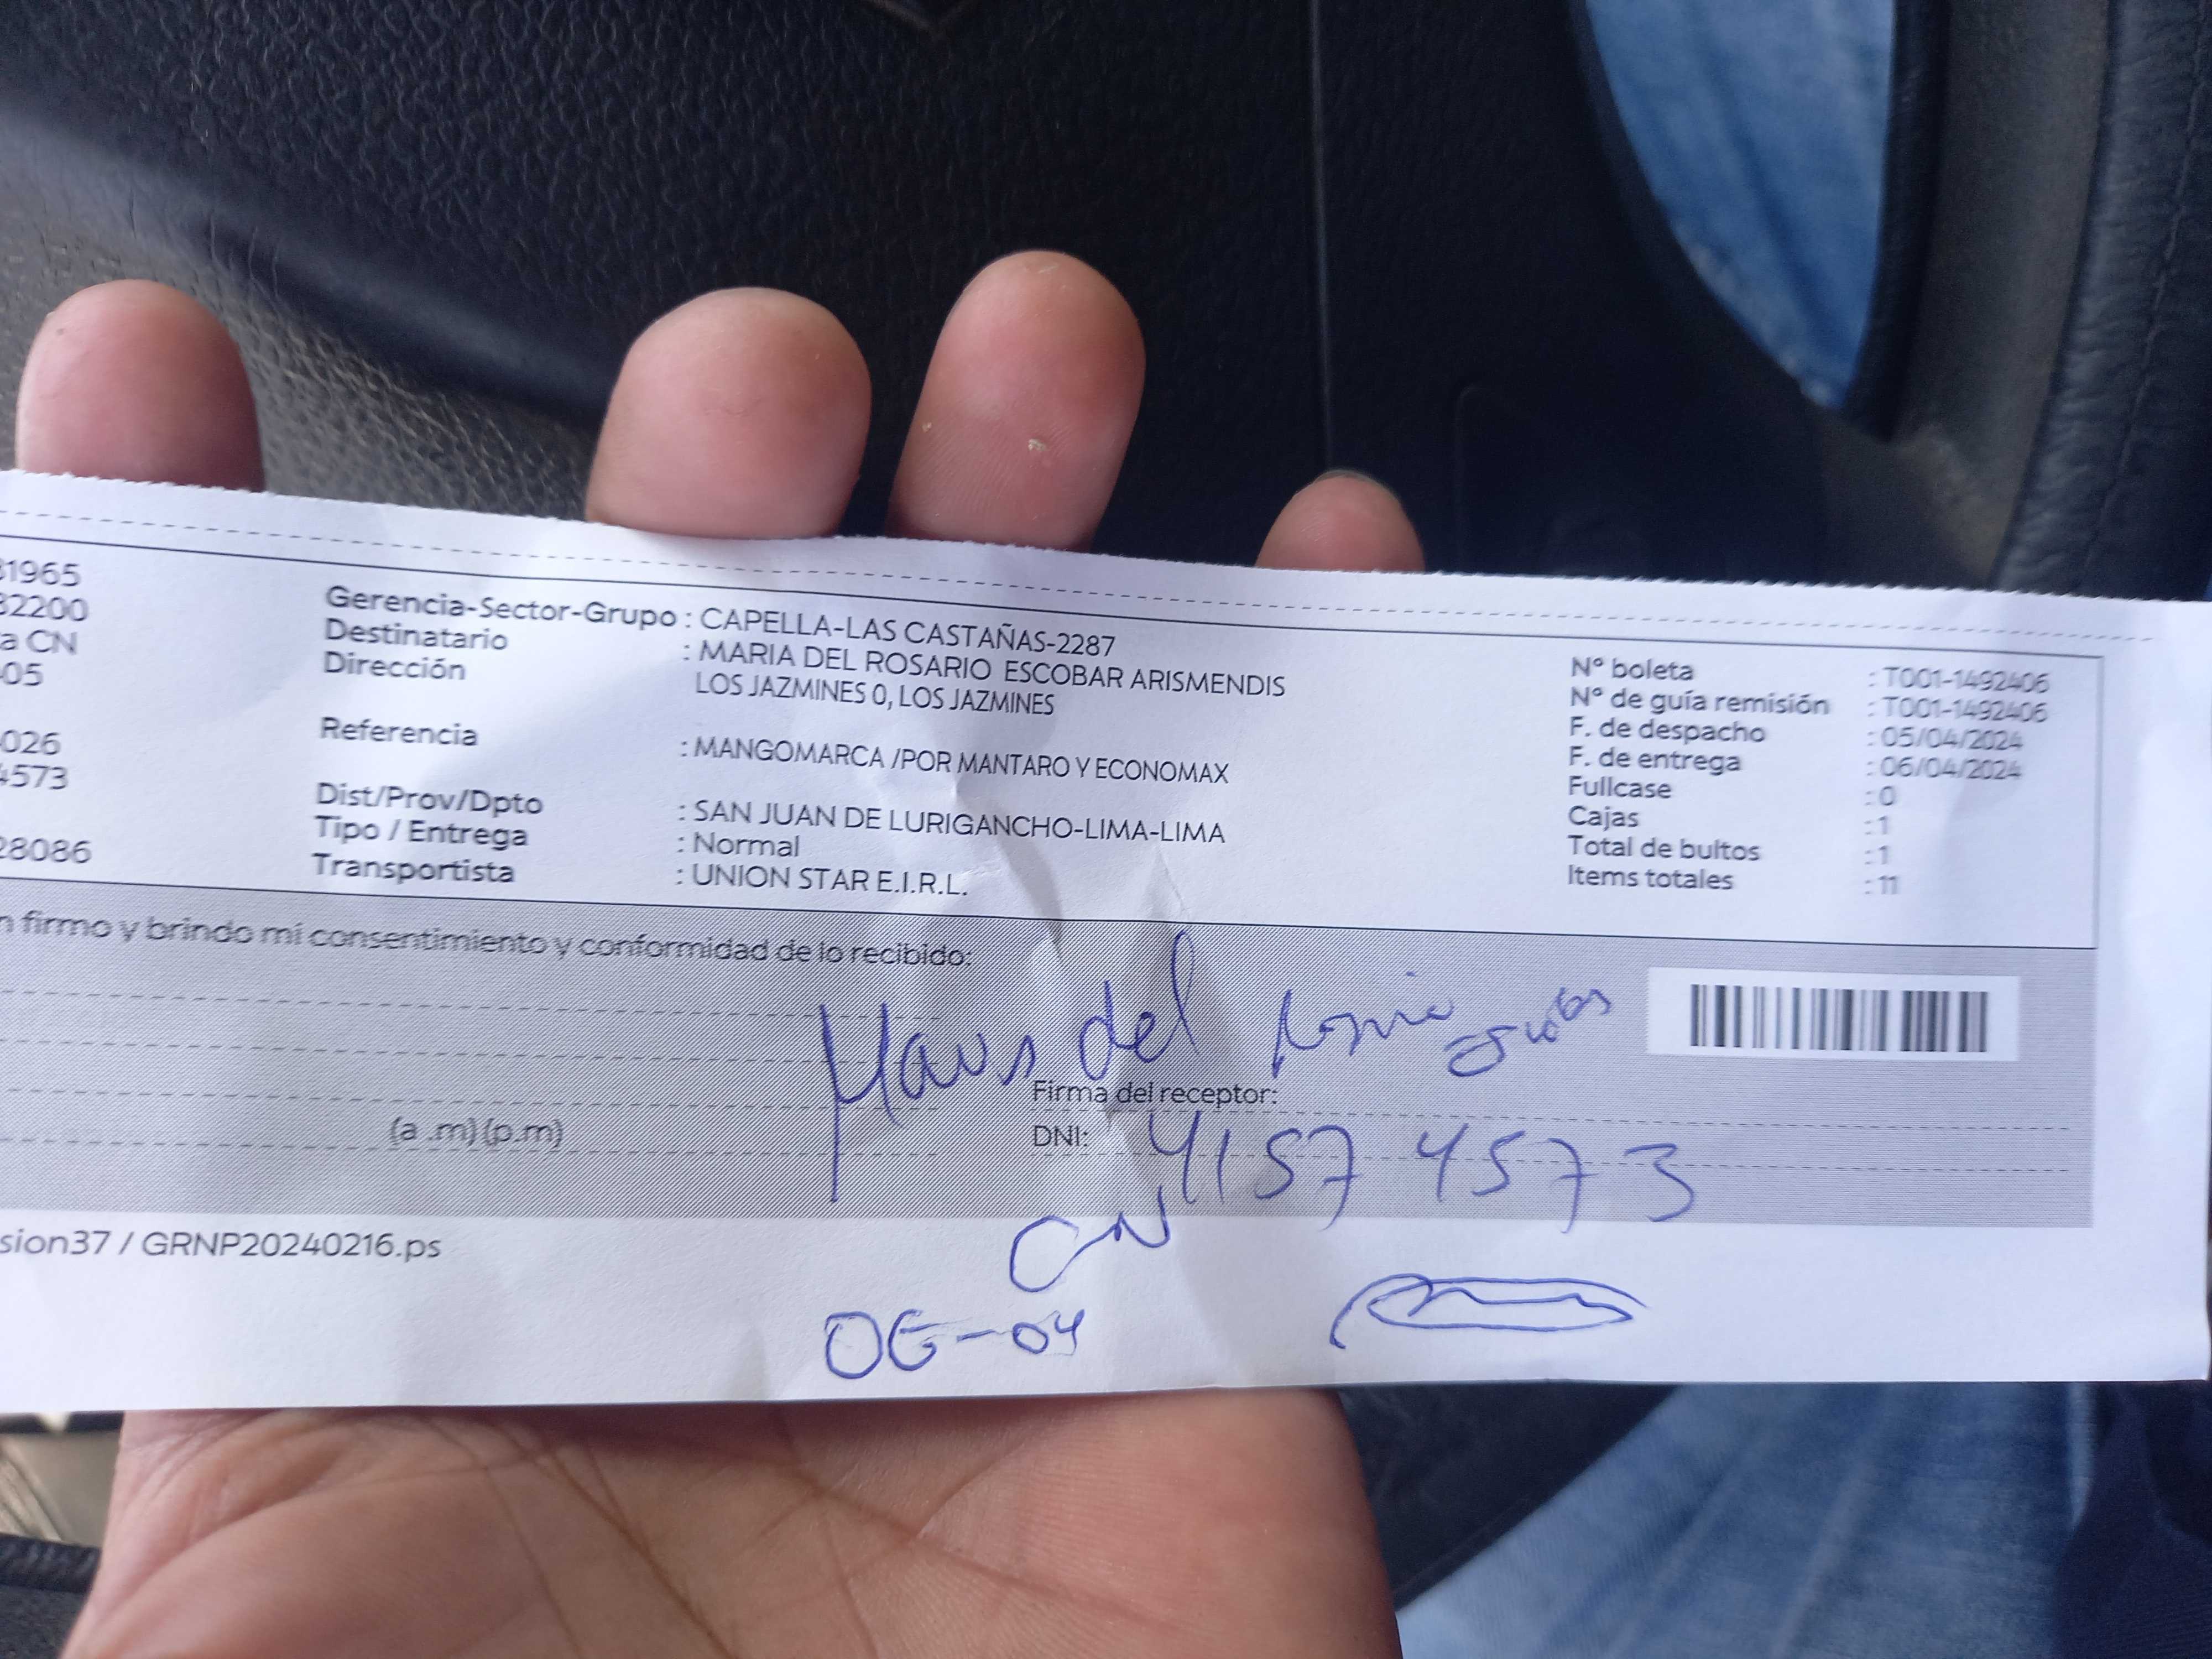 31965
32200
a CN
-05
026
4573
28086
Gerencia-Sector-Grupo : CAPELLA-LAS CASTAÑAS-2287
Destinatario : MARIA DEL ROSARIO ESCOBAR ARISMENDIS
Dirección LOS JAZMINES 0, LOS JAZMINES
Referencia : MANGOMARCA /POR MANTARO Y ECONOMAX
Dist/Prov/Dpto : SAN JUAN DE LURIGANCHO-LIMA-LIMA
Tipo / Entrega : Normal
Transportista : UNION STAR E.I.R.L.
Nº boleta : T001-1492406
Nº de guía remisión : T001-1492406
F. de despacho : 05/04/2024
F. de entrega : 06/04/2024
Fullcase : 0
Cajas : 1
Total de bultos : 1
Items totales : 11
n firmo y brindo mi consentimiento y conformidad de lo recibido:
del
Firma del receptor:
(a .m) (p.m)
DNI: 41574573
CN
06-04
sion37 / GRNP20240216.ps